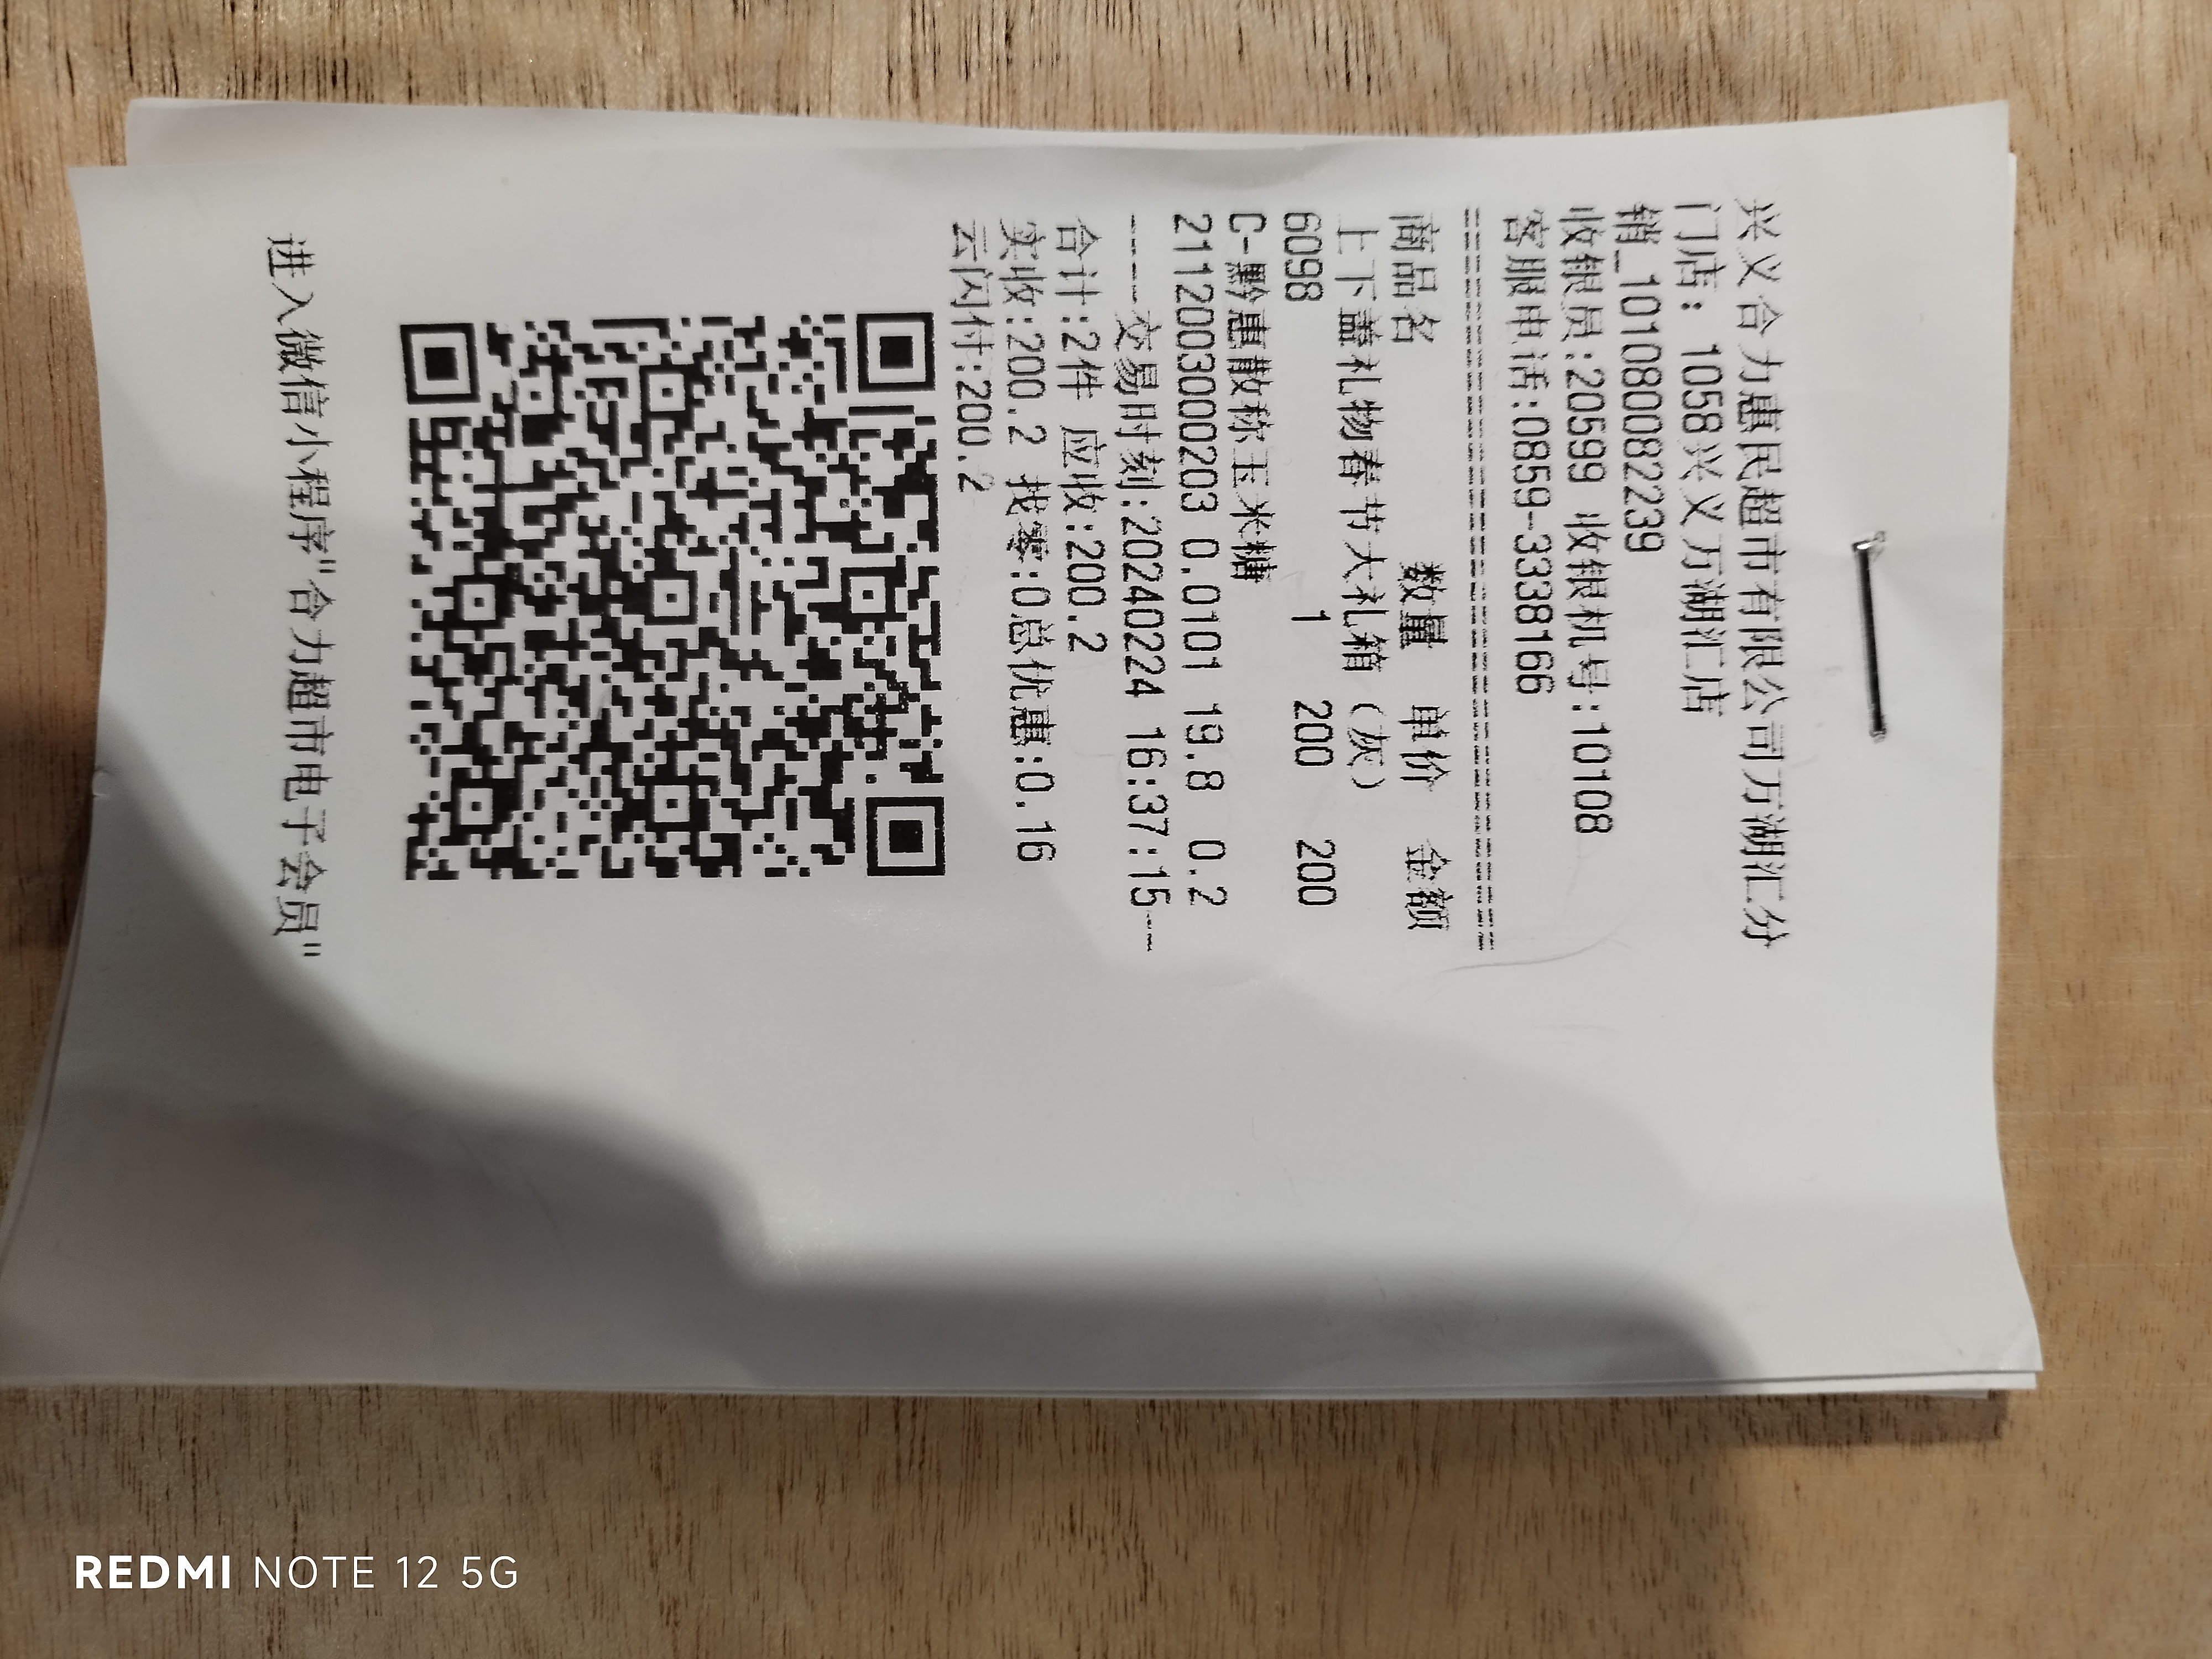 兴义合力惠民超市有限公司万湖汇分
门店: 1058兴义万湖汇店
销_1010800082239
收银员:20599 收银机号:10108
客服电话:0859-3338166
================================
商品名 数量 单价 金额
上下盖礼物春节大礼箱（灰）
6098 1 200 200
C-黔惠散称玉米糖
2112003000203 0.0101 19.8 0.2
----交易时刻:20240224 16:37:15----
合计:2件 应收:200.2
实收:200.2 找零:0总优惠:0.16
云闪付:200.2
进入微信小程序"合力超市电子会员"
REDMI NOTE 12 5G